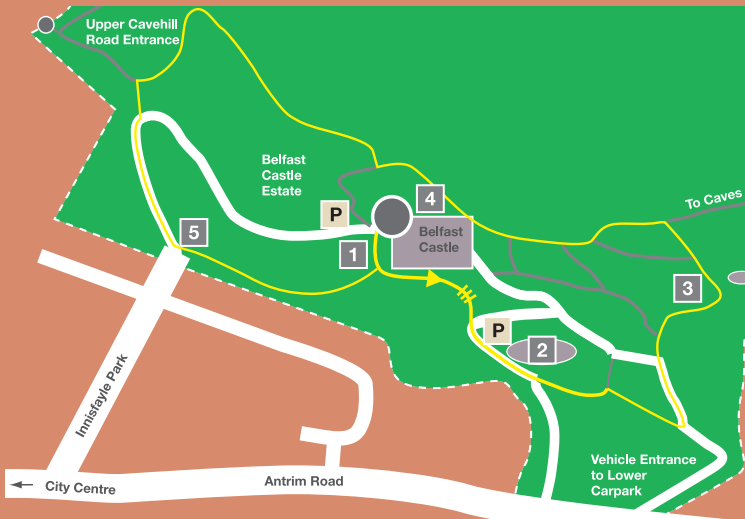 Upper Cavehill
Road Entrance
Belfast
Castle
Estate
P
4
To Caves
5
1
Belfast
Castle
3
P
2
Innisfayle Park
Vehicle Entrance
to Lower
Carpark
City Centre
Antrim Road